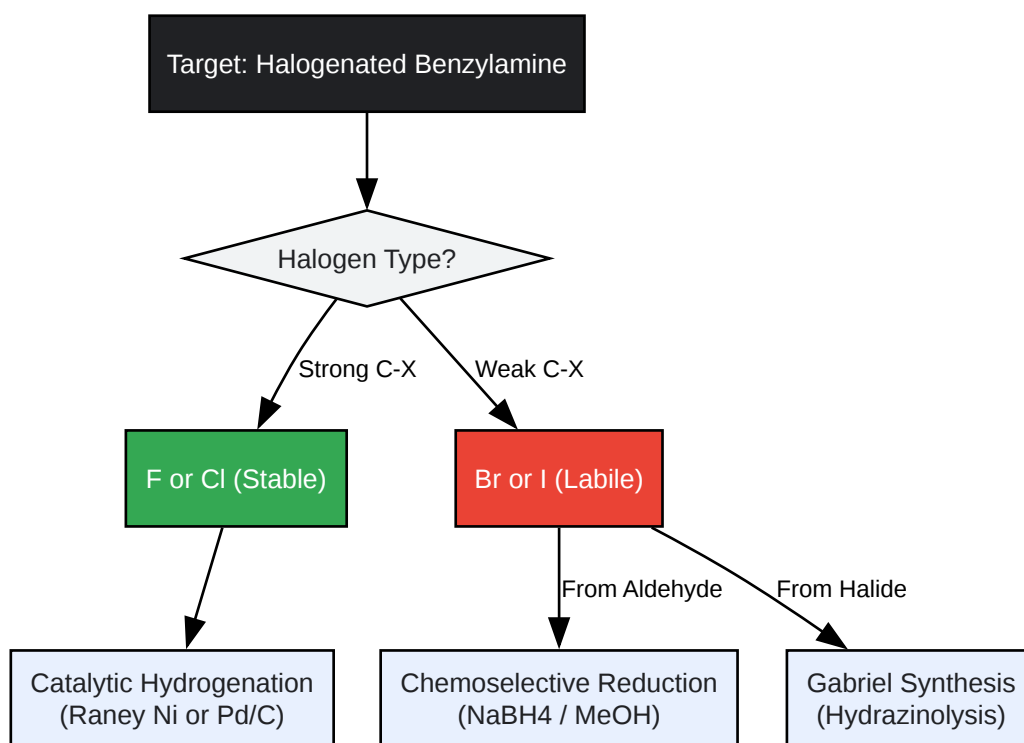 Target: Halogenated Benzylamine
Halogen Type?
Strong C-X
Weak C-X
F or Cl (Stable)
Br or I (Labile)
From Aldehyde
From Halide
Catalytic Hydrogenation
(Raney Ni or Pd/C)
Chemoselective Reduction
(NaBH4 / MeOH)
Gabriel Synthesis
(Hydrazinolysis)